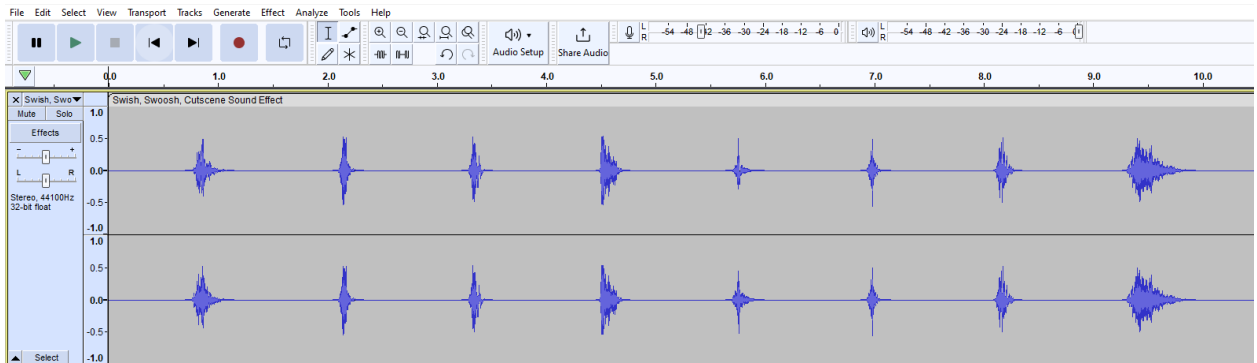 File Edit Select View Transport Tracks Generate Effect Analyze Tools Help
Audio Setup Share Audio
L R -54 -48 -42 -36 -30 -24 -18 -12 -6 0
L R -54 -48 -42 -36 -30 -24 -18 -12 -6 0
0.0 1.0 2.0 3.0 4.0 5.0 6.0 7.0 8.0 9.0 10.0
Swish, Swo
Swish, Swoosh, Cutscene Sound Effect
Mute Solo
Effects
- +
L R
Stereo, 44100Hz
32-bit float
1.0
0.5
0.0
-0.5
-1.0
1.0
0.5
0.0
-0.5
-1.0
Select